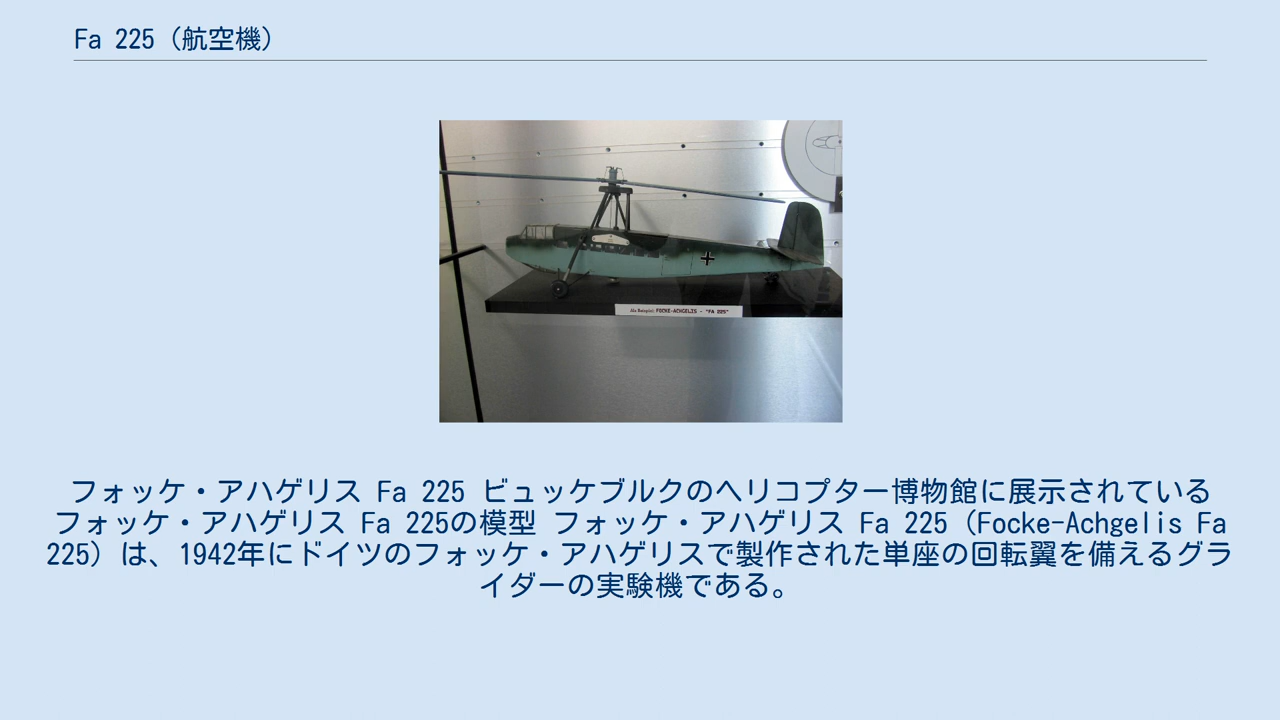 Fa 225（航空機）
FOCKE-ACHGELIS - "FA 225"
フォッケ・アハゲリス Fa 225 ビュッケブルクのヘリコプター博物館に展示されている
フォッケ・アハゲリス Fa 225の模型 フォッケ・アハゲリス Fa 225（Focke-Achgelis Fa
225）は、1942年にドイツのフォッケ・アハゲリスで製作された単座の回転翼を備えるグラ
イダーの実験機である。